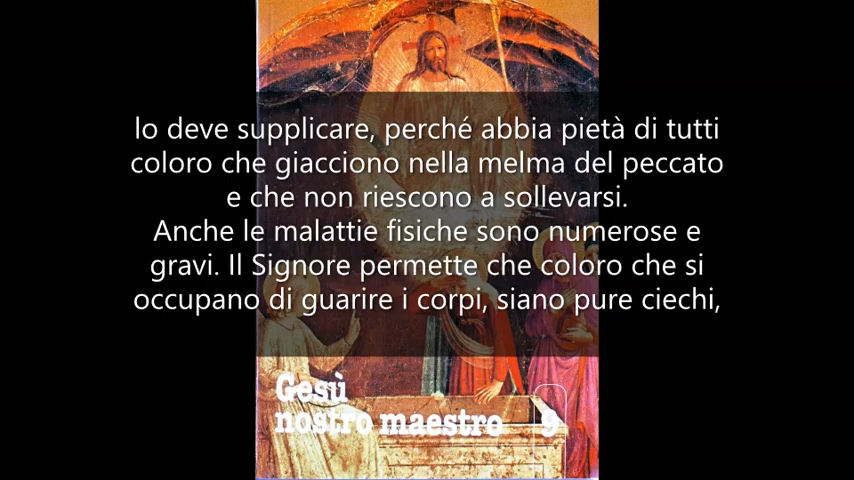 lo deve supplicare, perché abbia pietà di tutti
coloro che giacciono nella melma del peccato
e che non riescono a sollevarsi.
Anche le malattie fisiche sono numerose e
gravi. Il Signore permette che coloro che si
occupano di guarire i corpi, siano pure ciechi,
Gesù
nostro maestro 9